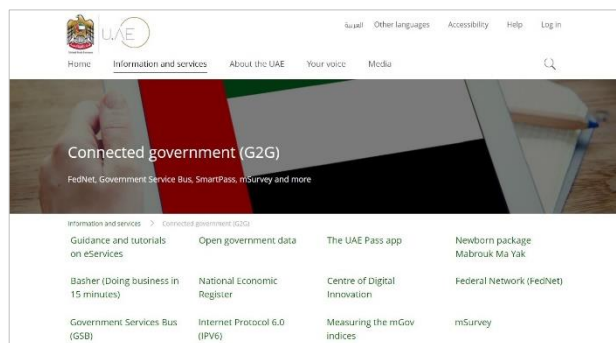 UAE
العربية Other languages Accessibility Help Log in
Home Information and services About the UAE Your voice Media
Connected government (G2G)
FedNet, Government Service Bus, SmartPass, mSurvey and more
Information and services > Connected government (G2G)
Guidance and tutorials
on eServices
Open government data
The UAE Pass app
Newborn package
Mabrouk Ma Yak
Basher (Doing business in
15 minutes)
National Economic
Register
Centre of Digital
Innovation
Federal Network (FedNet)
Government Services Bus
(GSB)
Internet Protocol 6.0
(IPV6)
Measuring the mGov
indices
mSurvey